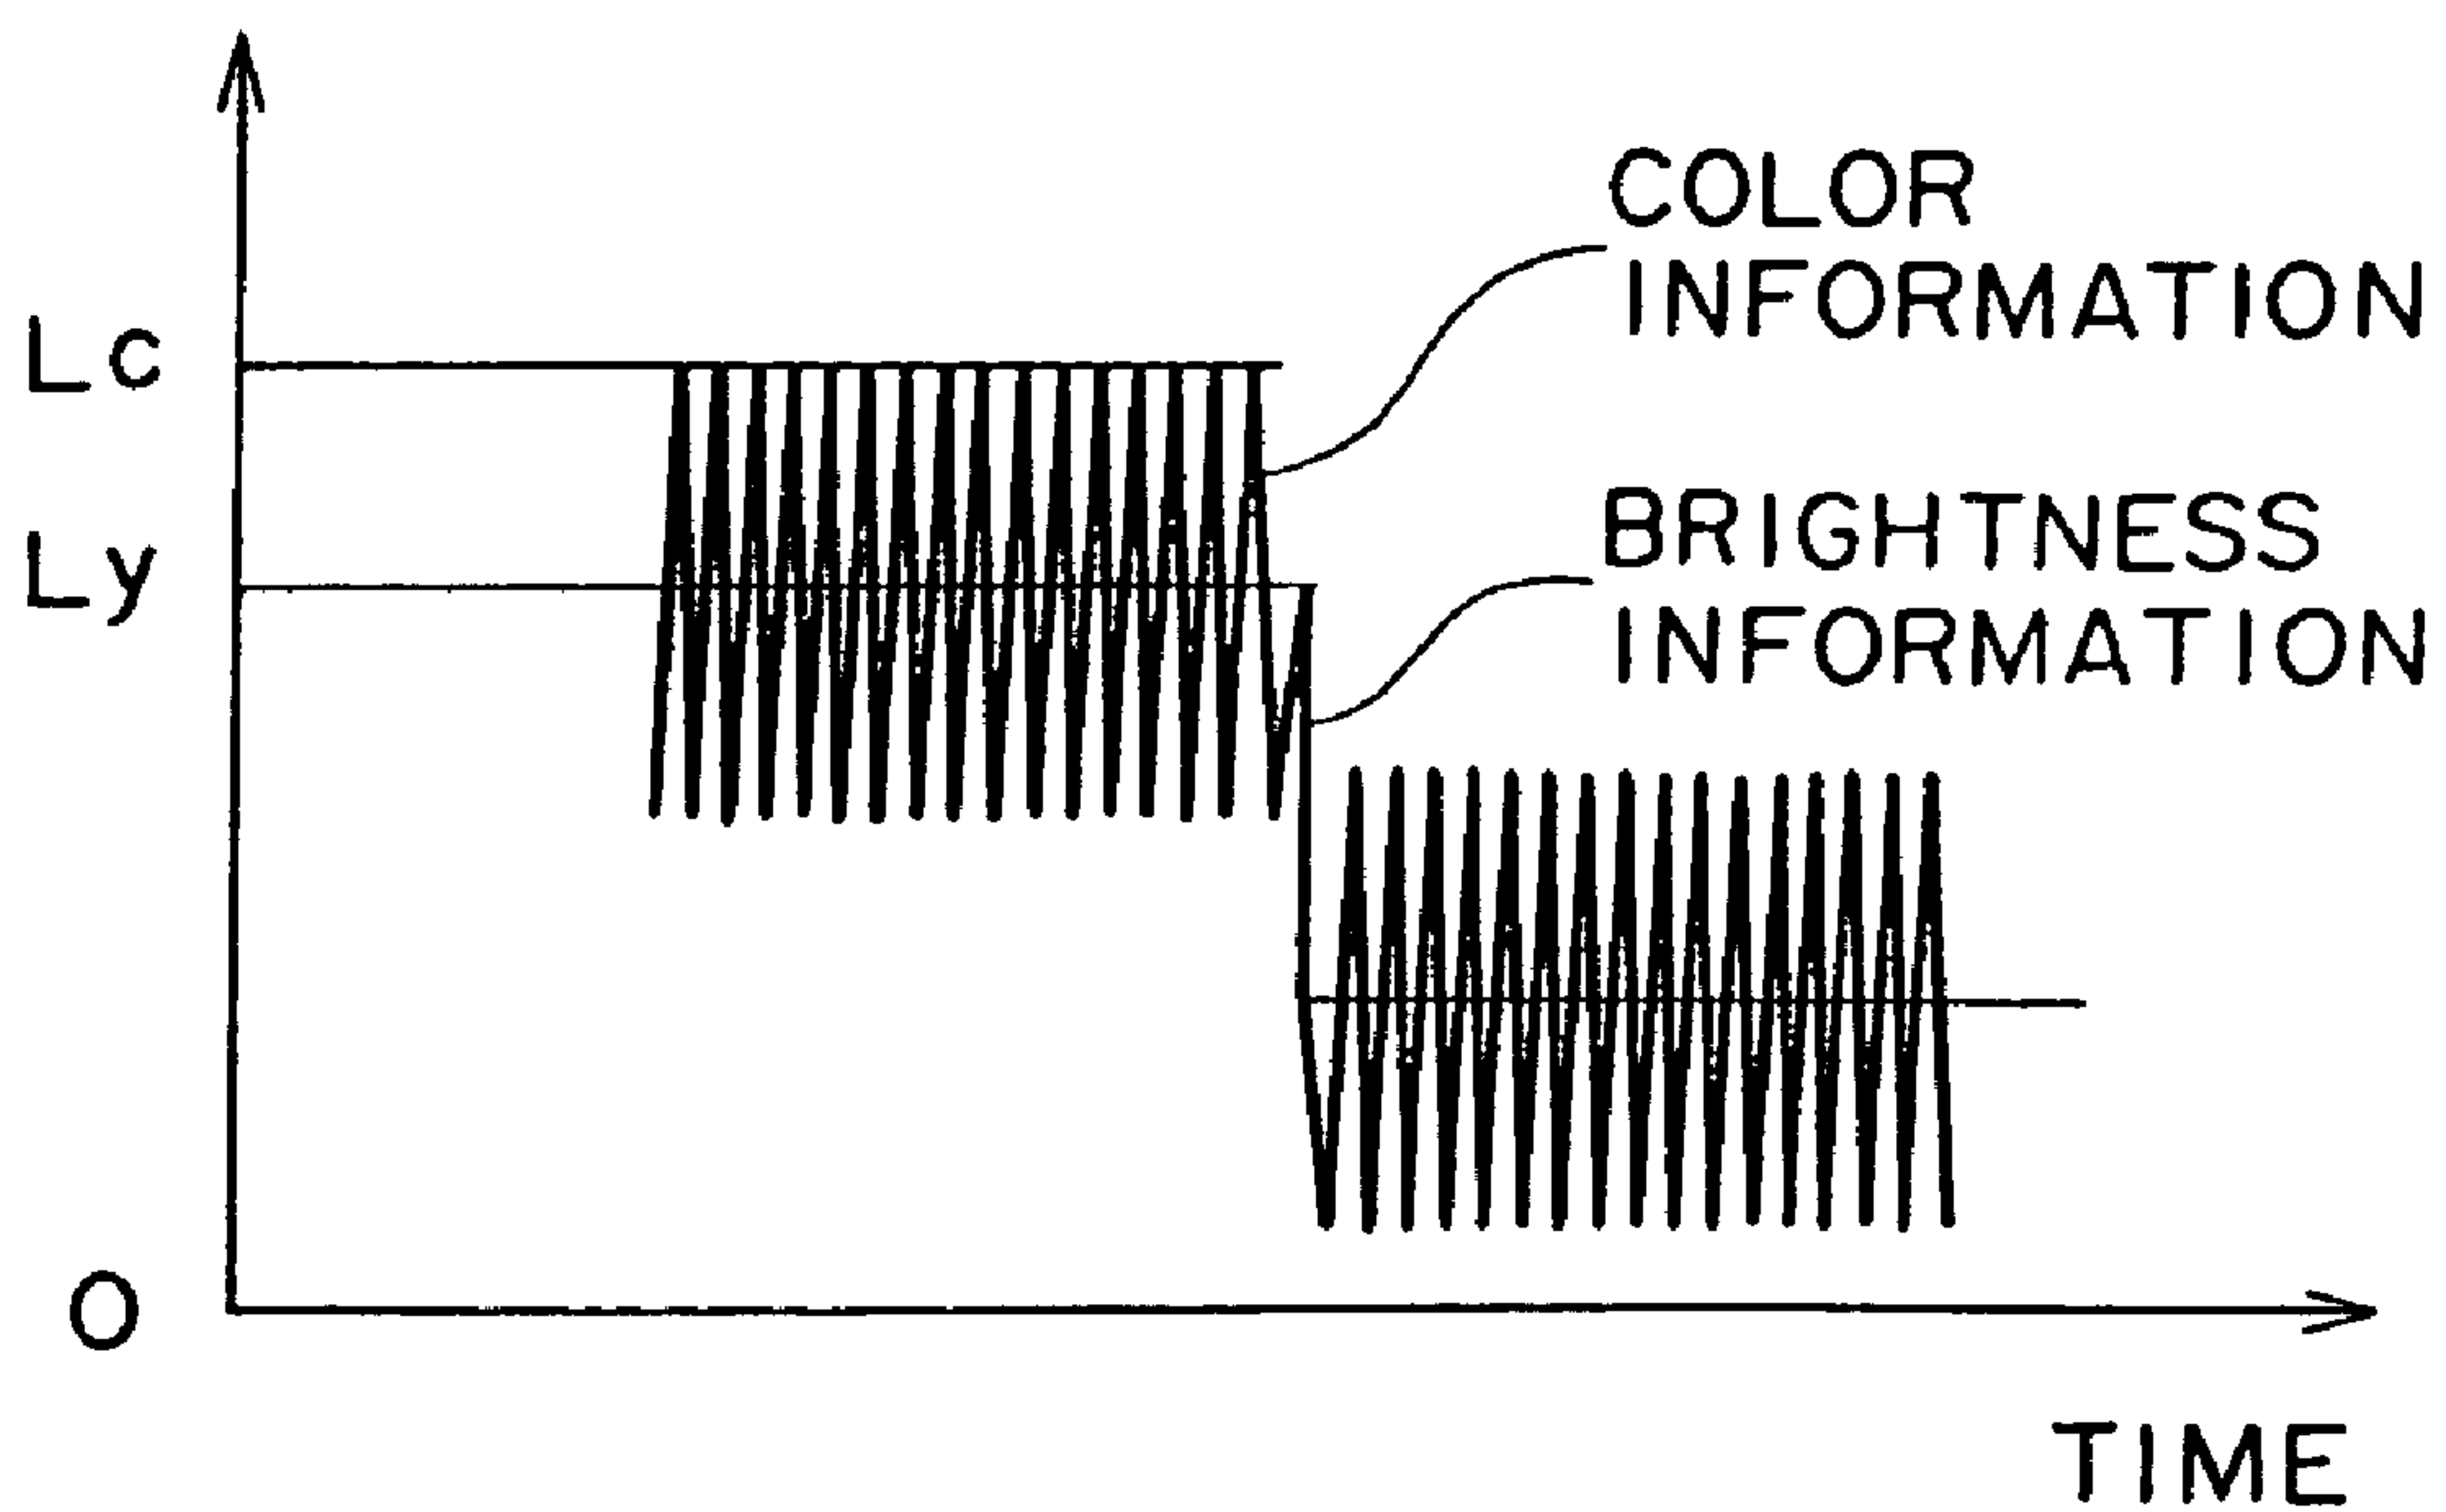 COLOR
INFORMATION
Lc
BRIGHTNESS
INFORMATION
Ly
O
TIME